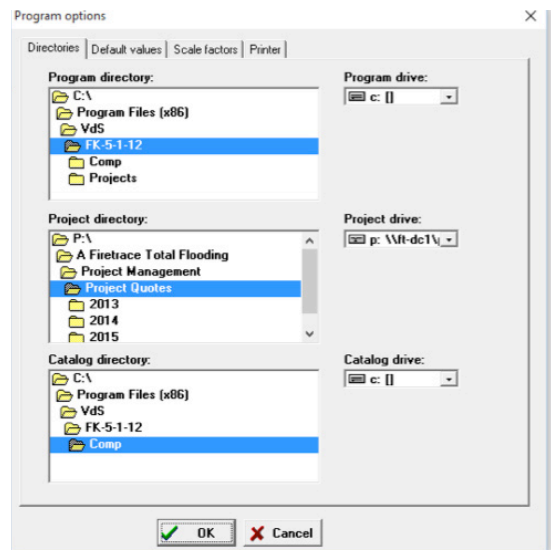 Program options
Directories
Default values
Scale factors
Printer
Program directory:
Program drive:
C:\
c: []
Program Files (x86)
VdS
FK-5-1-12
Comp
Projects
Project directory:
Project drive:
P:\
p: \\ft-dc1\
A Firetrace Total Flooding
Project Management
Project Quotes
2013
2014
2015
Catalog directory:
Catalog drive:
C:\
c: []
Program Files (x86)
VdS
FK-5-1-12
Comp
OK
Cancel